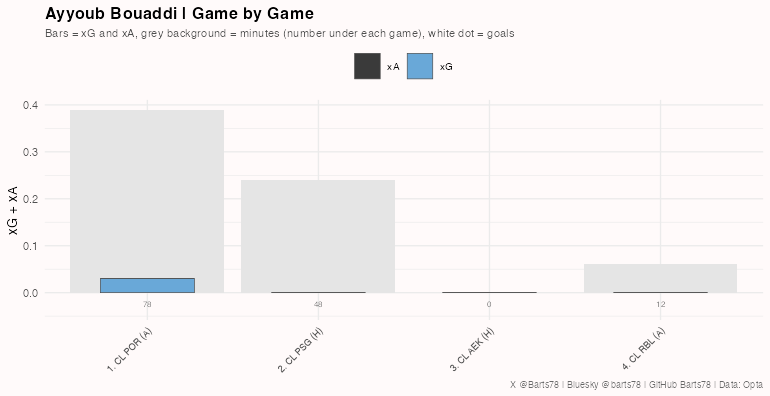 Ayyoub Bouaddi | Game by Game
Bars = xG and xA, grey background = minutes (number under each game), white dot = goals
xA
xG
xG + xA
0.4
0.3
0.2
0.1
0.0
78
48
0
12
1. CL POR (A)
2. CL PSG (H)
3. CL AEK (H)
4. CL RBL (A)
X @Barts78 | Bluesky @barts78 | GitHub Barts78 | Data: Opta